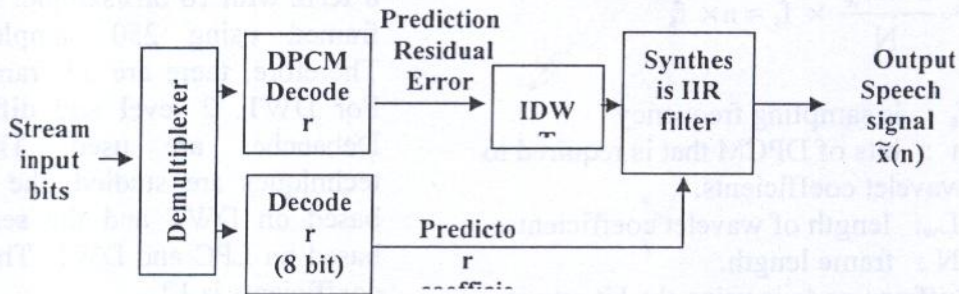 Prediction
Residual
Error
DPCM
Decode
r
IDW
Synthes
is IIR
filter
Output
Speech
signal
x̃(n)
Stream
input
bits
Demultiplexer
Decode
r
(8 bit)
Predicto
r